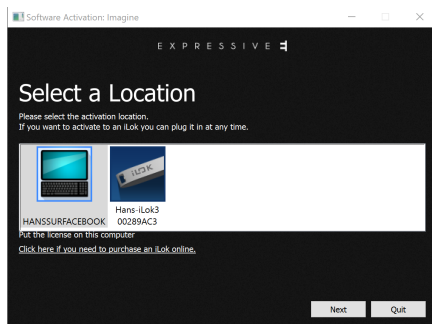 Software Activation: Imagine
EXPRESSIVE E
Select a Location
Please select the activation location.
If you want to activate to an iLok you can plug it in at any time.
iLOK
HANSSURFACEBOOK
Hans-iLok3
00289AC3
Put the license on this computer
Click here if you need to purchase an iLok online.
Next
Quit